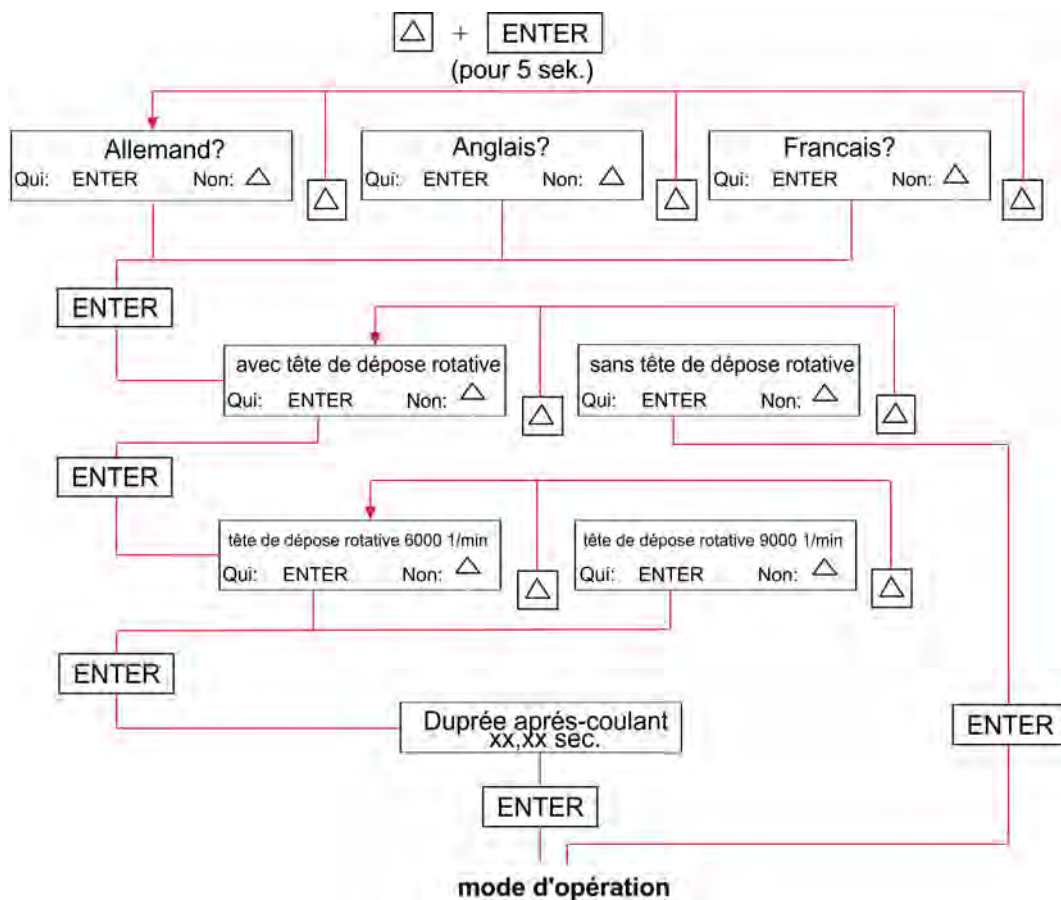 △ + ENTER
(pour 5 sek.)
Allemand?
Qui: ENTER Non: △
△
Anglais?
Qui: ENTER Non: △
△
Francais?
Qui: ENTER Non: △
△
ENTER
avec tête de dépose rotative
Qui: ENTER Non: △
△
sans tête de dépose rotative
Qui: ENTER Non: △
△
ENTER
tête de dépose rotative 6000 1/min
Qui: ENTER Non: △
△
tête de dépose rotative 9000 1/min
Qui: ENTER Non: △
△
ENTER
Duprée aprés-coulant
xx,xx sec.
ENTER
ENTER
mode d'opération